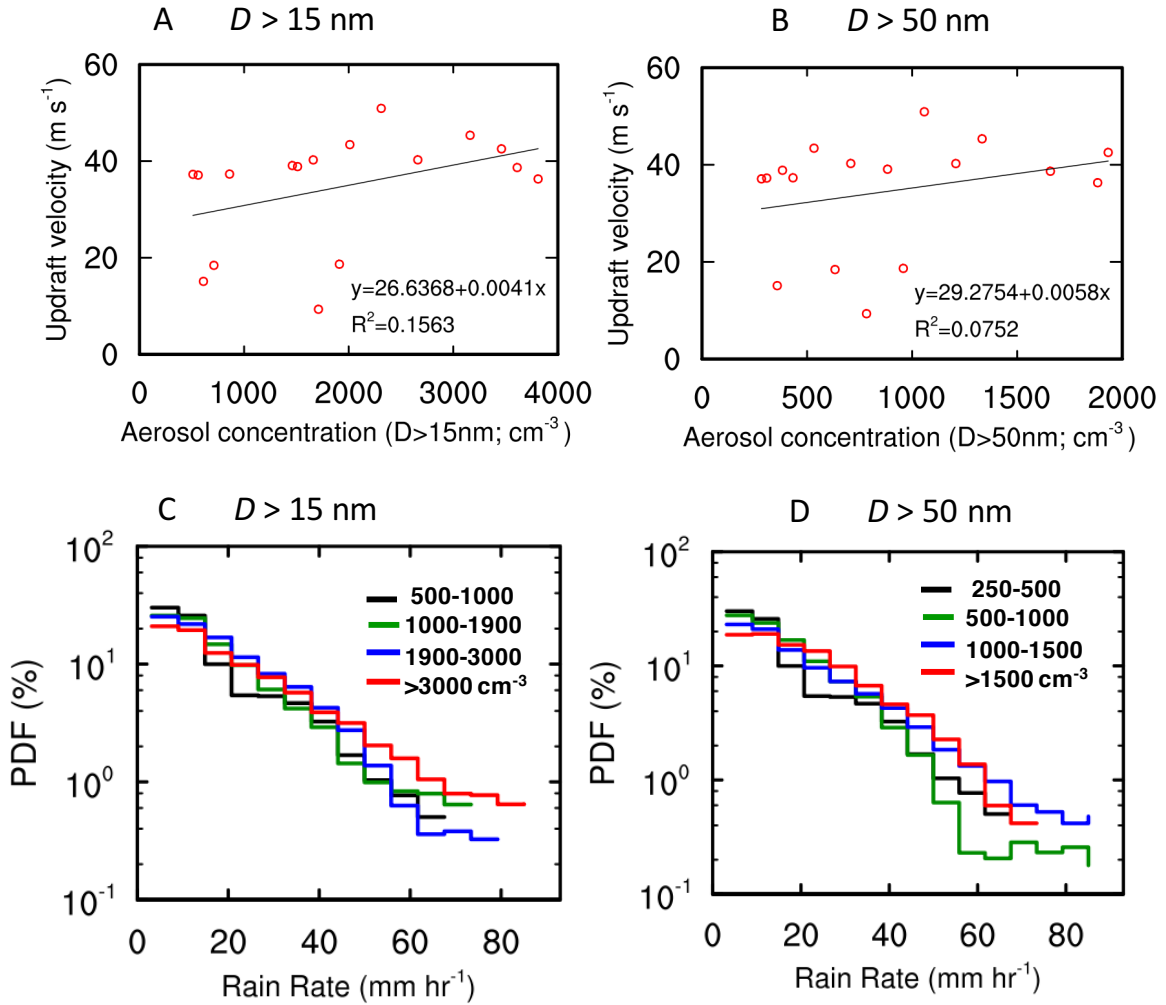 A D > 15 nm
B D > 50 nm
60
40
20
0
Updraft velocity (m s⁻¹)
y=26.6368+0.0041x
R²=0.1563
0 1000 2000 3000 4000
Aerosol concentration (D>15nm; cm⁻³)
60
40
20
0
Updraft velocity (m s⁻¹)
y=29.2754+0.0058x
R²=0.0752
0 500 1000 1500 2000
Aerosol concentration (D>50nm; cm⁻³)
C D > 15 nm
D D > 50 nm
10²
10¹
10⁰
10⁻¹
PDF (%)
500-1000
1000-1900
1900-3000
>3000 cm⁻³
0 20 40 60 80
Rain Rate (mm hr⁻¹)
10²
10¹
10⁰
10⁻¹
PDF (%)
250-500
500-1000
1000-1500
>1500 cm⁻³
0 20 40 60 80
Rain Rate (mm hr⁻¹)